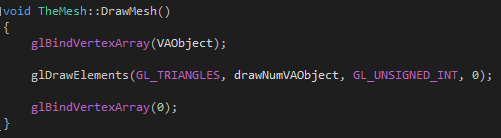 void TheMesh::DrawMesh()
{
glBindVertexArray(VAObject);
glDrawElements(GL_TRIANGLES, drawNumVAObject, GL_UNSIGNED_INT, 0);
glBindVertexArray(0);
}